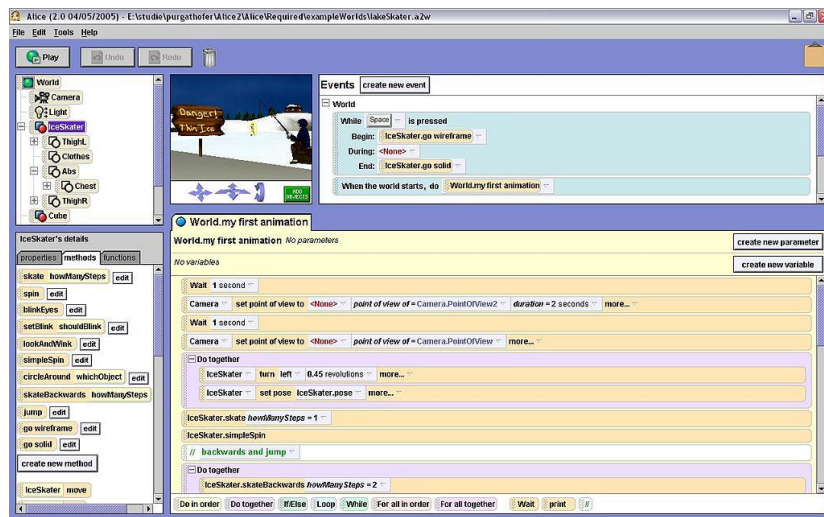 Alice (2.0 04/05/2005) - E:\studie\purgathofer\Alice2\Alice\Required\exampleWorlds\lakeSkater.a2w
File Edit Tools Help
Play Undo Redo
World
Camera
Light
IceSkater
ThighL
Clothes
Abs
Chest
ThighR
Cube
Danger!
Thin Ice
ADD OBJECTS
Events create new event
World
While Space is pressed
Begin: IceSkater.go wireframe
During: <None>
End: IceSkater.go solid
When the world starts, do World.my first animation
IceSkater's details
properties methods functions
skate howManySteps edit
spin edit
blinkEyes edit
setBlink shouldBlink edit
lookAndWink edit
simpleSpin edit
circleAround whichObject edit
skateBackwards howManySteps
jump edit
go wireframe edit
go solid edit
create new method
IceSkater move
World.my first animation
World.my first animation No parameters create new parameter
No variables create new variable
Wait 1 second
Camera set point of view to <None> point of view of = Camera.PointOfView2 duration = 2 seconds more...
Wait 1 second
Camera set point of view to <None> point of view of = Camera.PointOfView more...
Do together
IceSkater turn left 0.45 revolutions more...
IceSkater set pose IceSkater.pose more...
IceSkater.skate howManySteps = 1
IceSkater.simpleSpin
// backwards and jump
Do together
IceSkater.skateBackwards howManySteps = 2
Do in order Do together If/Else Loop While For all in order For all together Wait print //